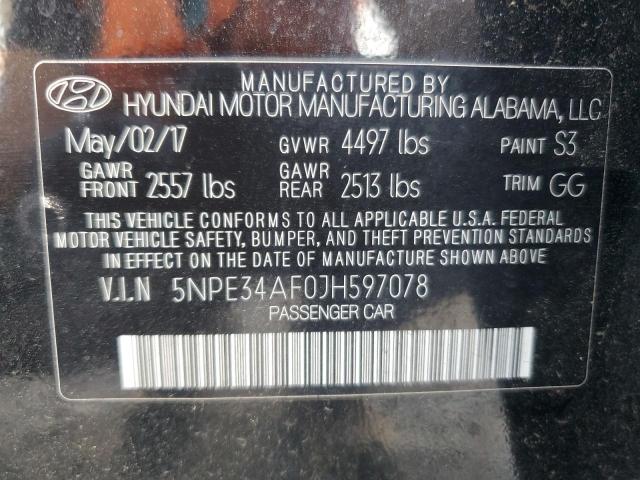 MANUFACTURED BY
HYUNDAI MOTOR MANUFACTURING ALABAMA, LLC
May/02/17 GVWR 4497 lbs PAINT S3
GAWR FRONT 2557 lbs GAWR REAR 2513 lbs TRIM GG
THIS VEHICLE CONFORMS TO ALL APPLICABLE U.S.A. FEDERAL
MOTOR VEHICLE SAFETY, BUMPER, AND THEFT PREVENTION STANDARDS
IN EFFECT ON THE DATE OF MANUFACTURE SHOWN ABOVE
V.I.N 5NPE34AF0JH597078
PASSENGER CAR